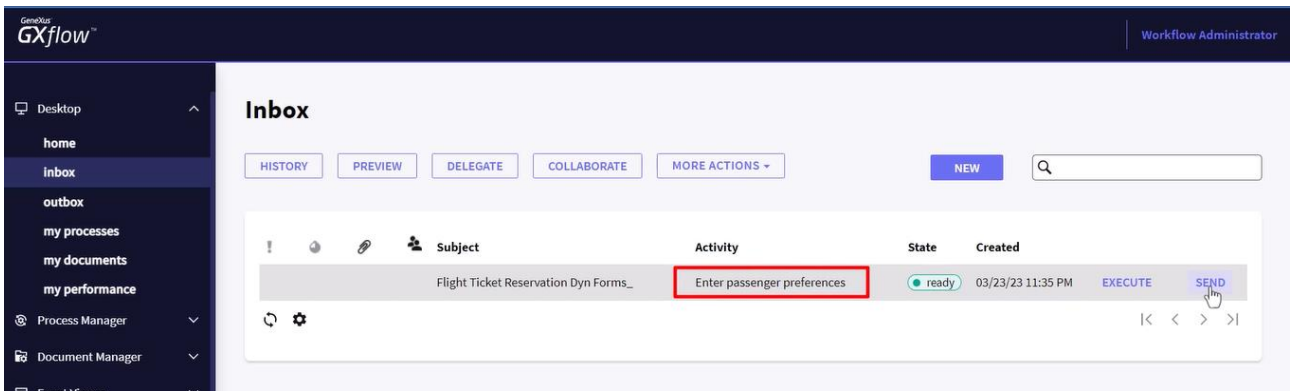 GeneXus
GXflow™
Workflow Administrator
Desktop
home
inbox
outbox
my processes
my documents
my performance
Process Manager
Document Manager
Inbox
HISTORY PREVIEW DELEGATE COLLABORATE MORE ACTIONS NEW
Subject Activity State Created
Flight Ticket Reservation Dyn Forms_ Enter passenger preferences ready 03/23/23 11:35 PM EXECUTE SEND